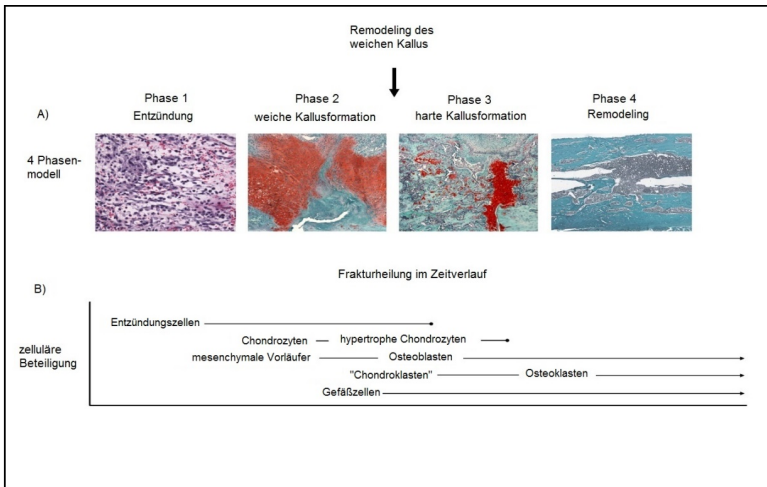 Remodeling des
weichen Kallus
Phase 1
Entzündung
Phase 2
weiche Kallusformation
Phase 3
harte Kallusformation
Phase 4
Remodeling
A)
4 Phasen-
modell
Frakturheilung im Zeitverlauf
B)
zelluläre
Beteiligung
Entzündungszellen
Chondrozyten
hypertrophe Chondrozyten
mesenchymale Vorläufer
Osteoblasten
"Chondroklasten"
Osteoklasten
Gefäßzellen